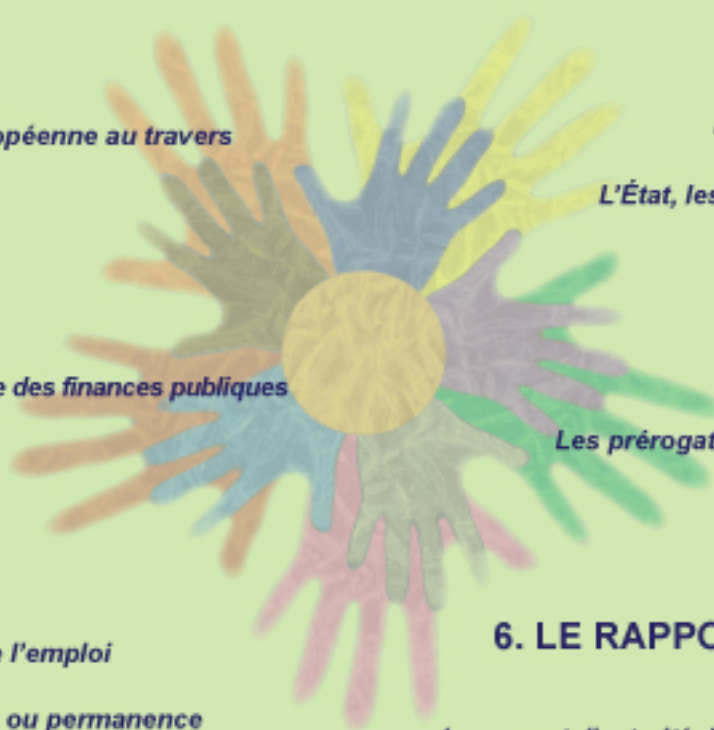 opéenne au travers
L'État, les
e des finances publiques
Les prérogat
6. LE RAPPO
e l'emploi
ou permanence